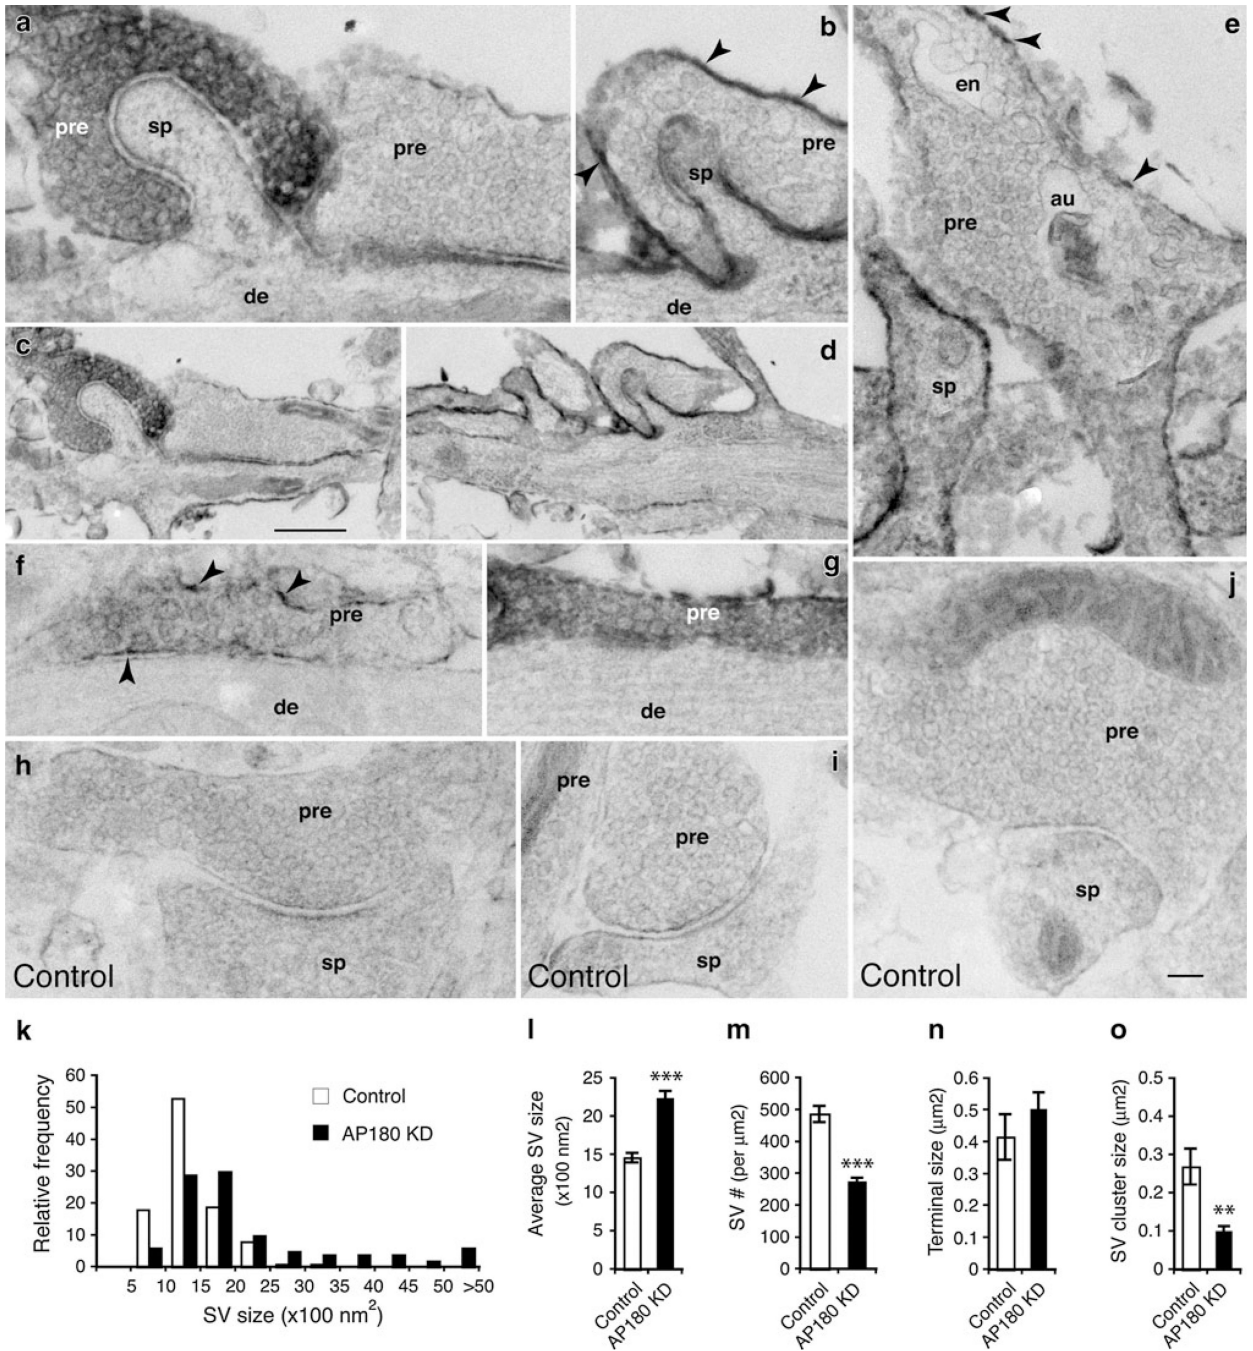 a
pre
sp
pre
de
b
pre
sp
de
e
en
au
pre
sp
c
d
f
pre
de
g
pre
de
h
pre
sp
Control
i
pre
pre
sp
Control
j
pre
sp
Control
k
Relative frequency
60
50
40
30
20
10
0
5 10 15 20 25 30 35 40 45 50 >50
SV size (x100 nm2)
Control
AP180 KD
l
Average SV size
(x100 nm2)
25
20
15
10
5
0
***
Control
AP180 KD
m
SV # (per µm2)
600
500
400
300
200
100
0
***
Control
AP180 KD
n
Terminal size (µm2)
0.6
0.5
0.4
0.3
0.2
0.1
0
Control
AP180 KD
o
SV cluster size (µm2)
0.5
0.4
0.3
0.2
0.1
0
**
Control
AP180 KD